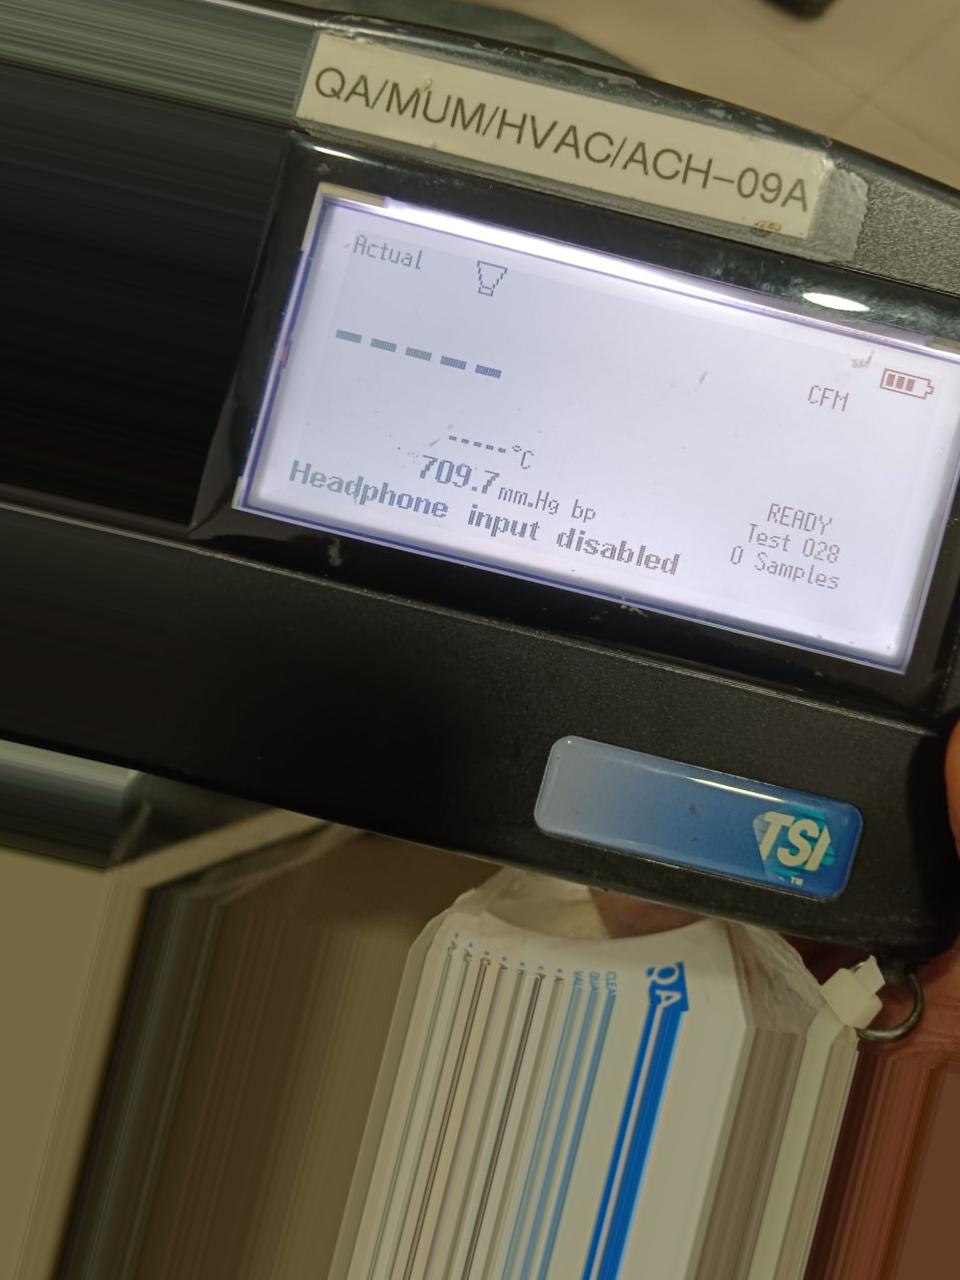 QA/MUM/HVAC/ACH-09A
Actual
-----
CFM
-----°C
709.7 mm.Hg bp
Headphone input disabled
READY
Test 028
0 Samples
TSI
TM
QA